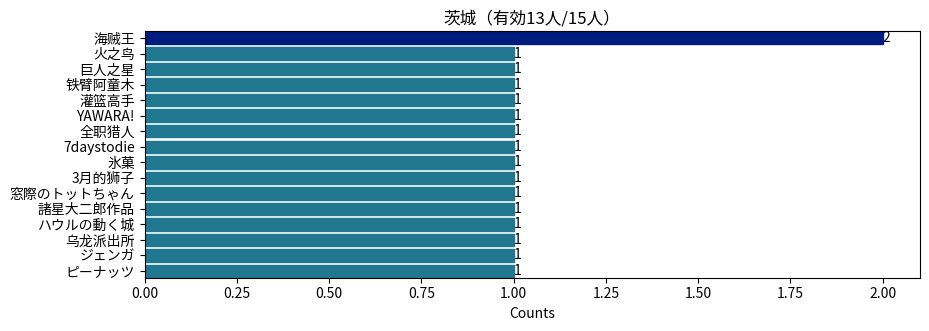 茨城（有効13人/15人）
海贼王 2
火之鸟 1
巨人之星 1
铁臂阿童木 1
灌篮高手 1
YAWARA! 1
全职猎人 1
7daystodie 1
氷菓 1
3月的狮子 1
窓際のトットちゃん 1
諸星大二郎作品 1
ハウルの動く城 1
乌龙派出所 1
ジェンガ 1
ピーナッツ 1
0.00 0.25 0.50 0.75 1.00 1.25 1.50 1.75 2.00
Counts